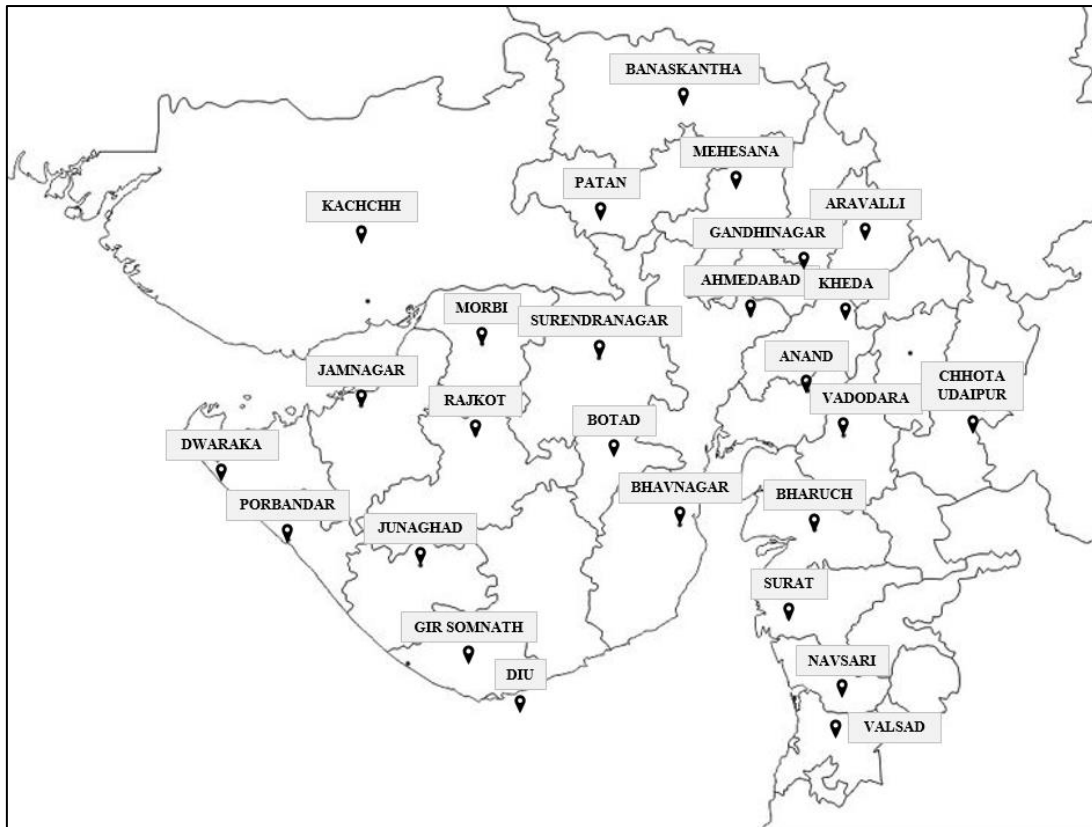 BANASKANTHA
MEHESANA
PATAN
KACHCHH
ARAVALLI
GANDHINAGAR
AHMEDABAD
KHEDA
MORBI
SURENDRANAGAR
JAMNAGAR
ANAND
CHHOTA
UDAIPUR
RAJKOT
VADODARA
BOTAD
DWARAKA
BHAVNAGAR
BHARUCH
PORBANDAR
JUNAGHAD
SURAT
GIR SOMNATH
NAVSARI
DIU
VALSAD